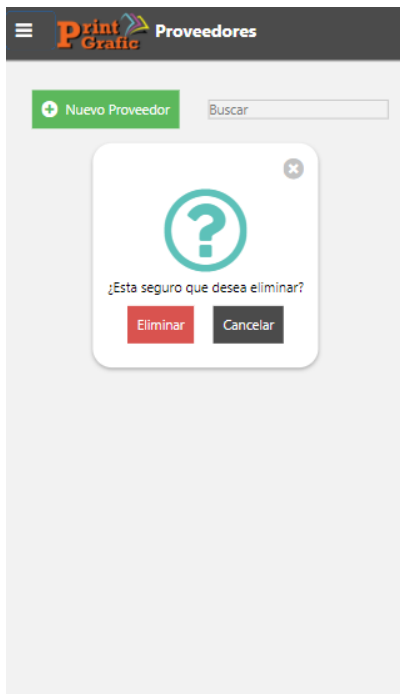 Print
Grafic
Proveedores
Nuevo Proveedor
Buscar
?
¿Esta seguro que desea eliminar?
Eliminar
Cancelar